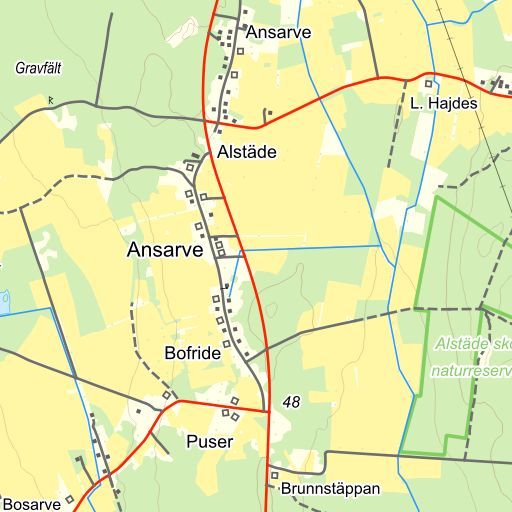 Ansarve
Gravfält
R
L. Hajdes
Alstäde
Ansarve
Alstäde sko
naturreserv
Bofride
48
Puser
Brunnstäppan
Bosarve